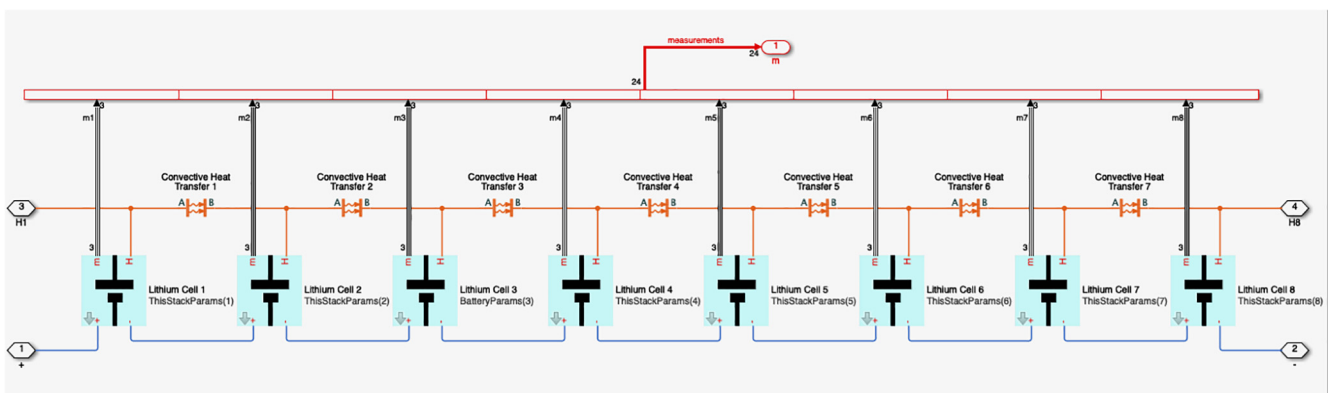 measurements
1
24
m
24
3
3
3
3
3
3
3
3
m1
m2
m3
m4
m5
m6
m7
m8
Convective Heat
Transfer 1
Convective Heat
Transfer 2
Convective Heat
Transfer 3
Convective Heat
Transfer 4
Convective Heat
Transfer 5
Convective Heat
Transfer 6
Convective Heat
Transfer 7
3
A B
A B
A B
A B
A B
A B
A B
4
H1
H8
3
3
3
3
3
3
3
3
m H
m H
m H
m H
m H
m H
m H
m H
Lithium Cell 1
ThisStackParams(1)
Lithium Cell 2
ThisStackParams(2)
Lithium Cell 3
BatteryParams(3)
Lithium Cell 4
ThisStackParams(4)
Lithium Cell 5
ThisStackParams(5)
Lithium Cell 6
ThisStackParams(6)
Lithium Cell 7
ThisStackParams(7)
Lithium Cell 8
ThisStackParams(8)
+ -
+ -
+ -
+ -
+ -
+ -
+ -
+ -
1
+
2
-